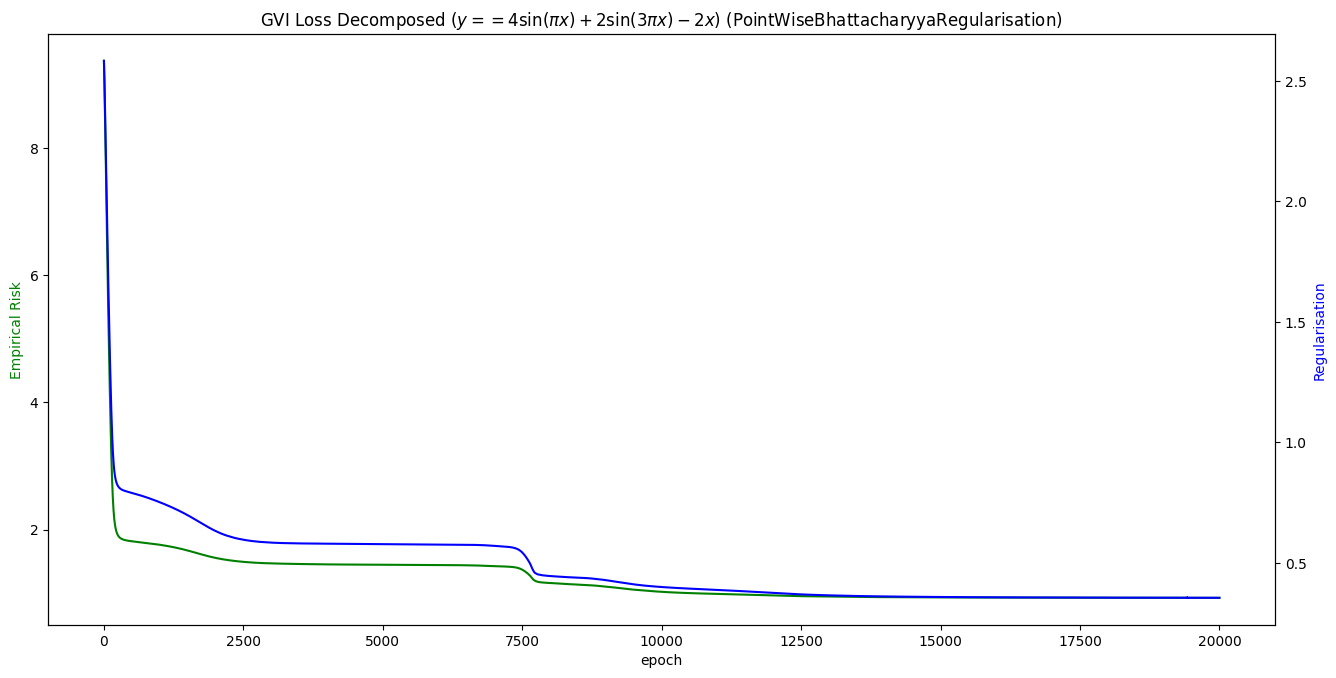 GVI Loss Decomposed (y = = 4sin(πx) + 2sin(3πx) − 2x) (PointWiseBhattacharyyaRegularisation)
8
6
4
2
Empirical Risk
2.5
2.0
1.5
1.0
0.5
Regularisation
0 2500 5000 7500 10000 12500 15000 17500 20000
epoch